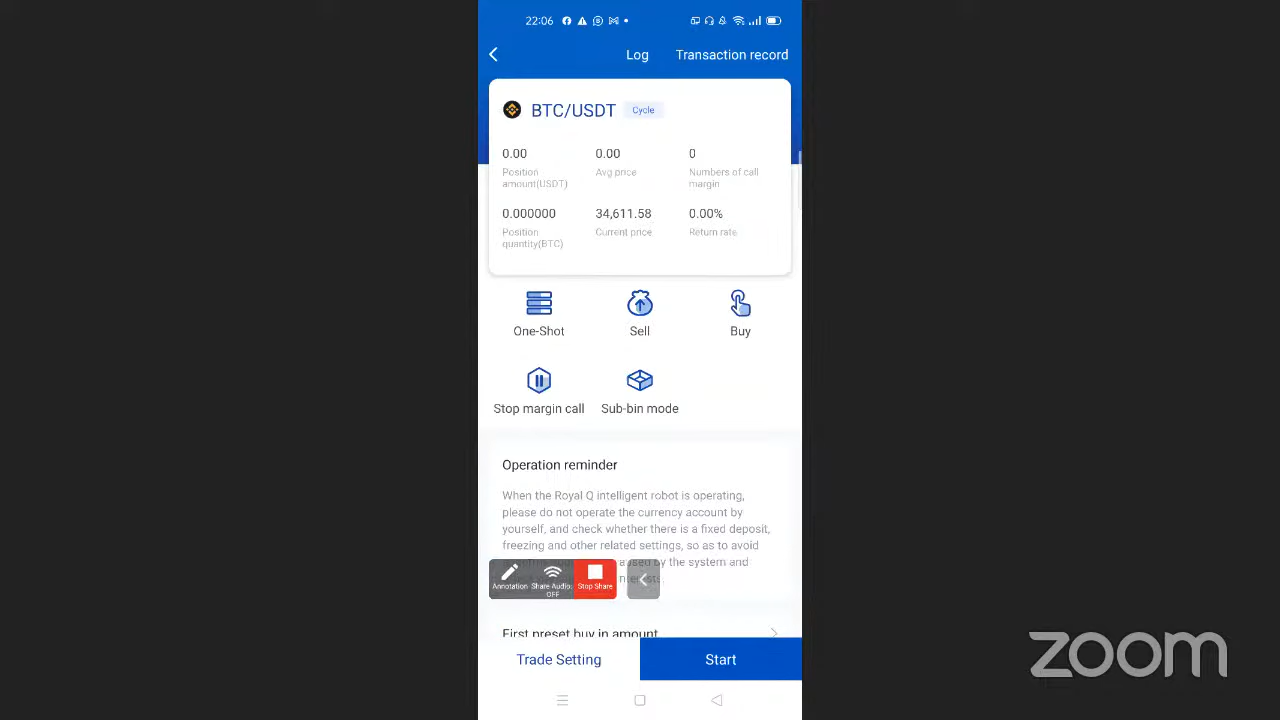 22:06
Log
Transaction record
BTC/USDT
Cycle
0.00
0.00
0
Position
amount(USDT)
Avg price
Numbers of call
margin
0.000000
34,611.58
0.00%
Position
quantity(BTC)
Current price
Return rate
One-Shot
Sell
Buy
Stop margin call
Sub-bin mode
Operation reminder
When the Royal Q intelligent robot is operating,
please do not operate the currency account by
yourself, and check whether there is a fixed deposit,
freezing and other related settings, so as to avoid
by the system and
Annotation
Share Audio:
OFF
Stop Share
First preset buy in amount
Trade Setting
Start
zoom